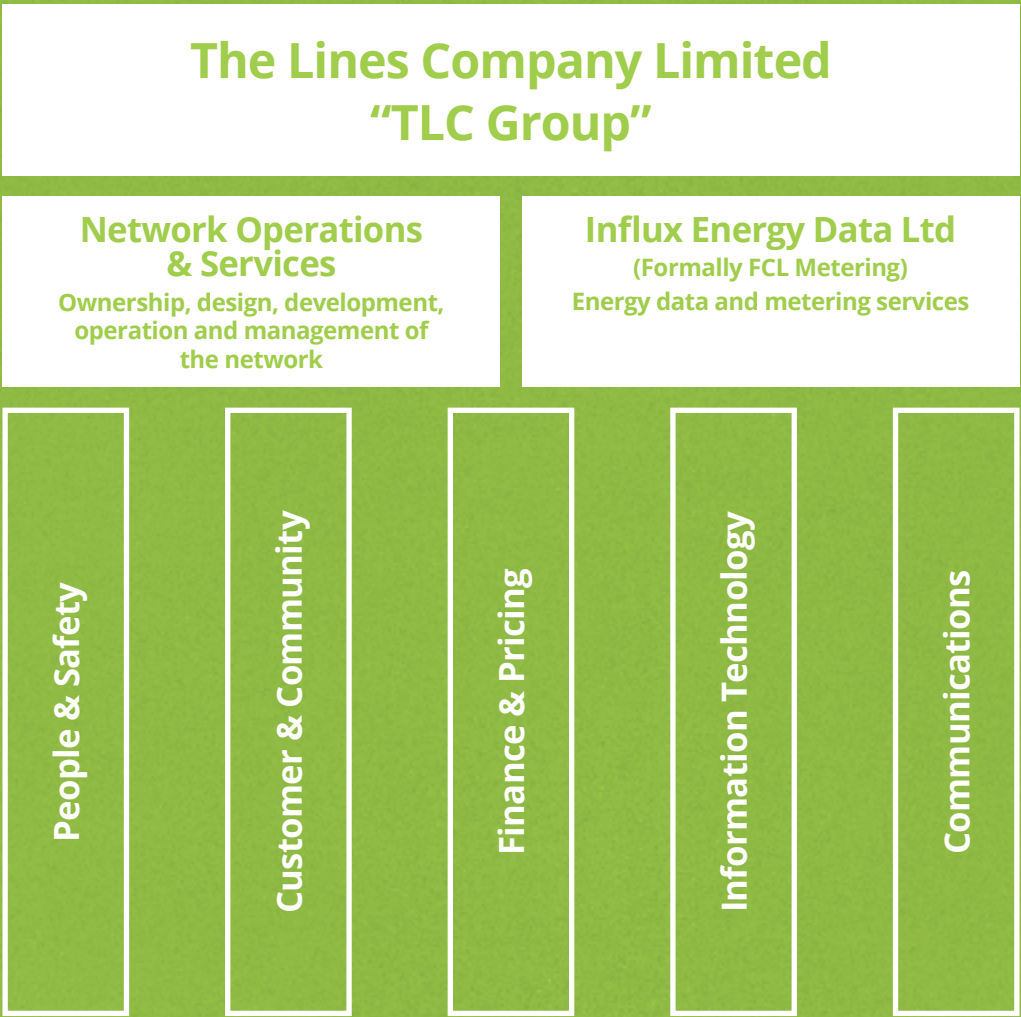 The Lines Company Limited
“TLC Group”
Network Operations
& Services
Ownership, design, development,
operation and management of
the network
Influx Energy Data Ltd
(Formally FCL Metering)
Energy data and metering services
People & Safety
Customer & Community
Finance & Pricing
Information Technology
Communications